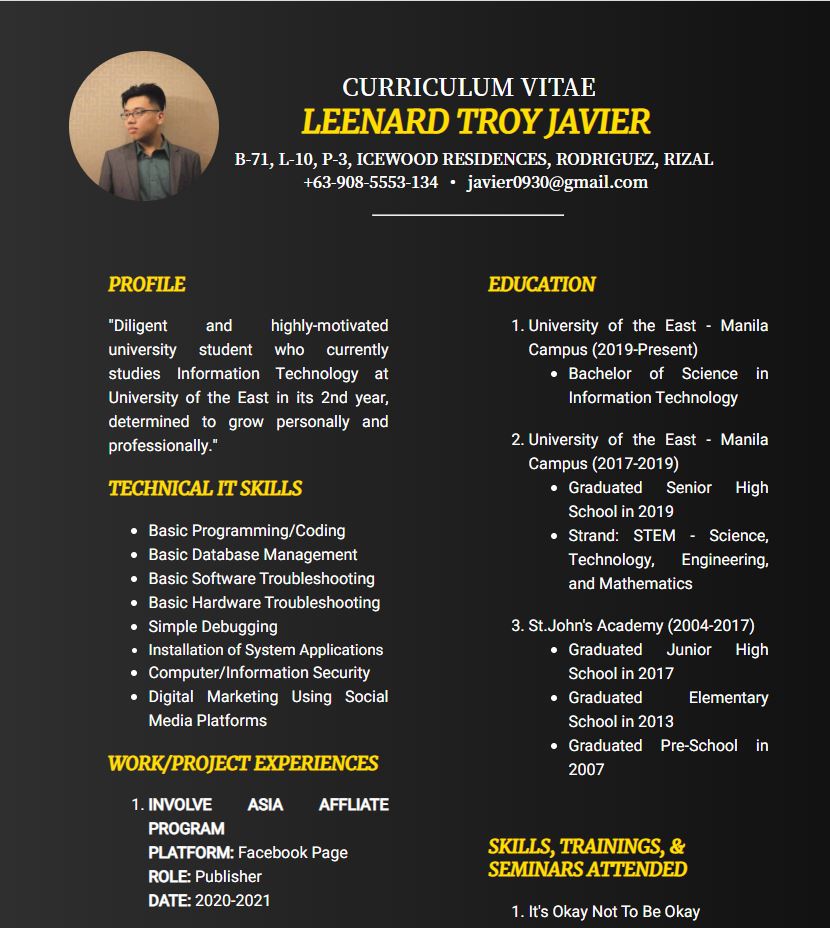 CURRICULUM VITAE
LEENARD TROY JAVIER
B-71, L-10, P-3, ICEWOOD RESIDENCES, RODRIGUEZ, RIZAL
+63-908-5553-134 • javier0930@gmail.com
PROFILE
"Diligent and highly-motivated
university student who currently
studies Information Technology at
University of the East in its 2nd year,
determined to grow personally and
professionally."
TECHNICAL IT SKILLS
• Basic Programming/Coding
• Basic Database Management
• Basic Software Troubleshooting
• Basic Hardware Troubleshooting
• Simple Debugging
• Installation of System Applications
• Computer/Information Security
• Digital Marketing Using Social
Media Platforms
WORK/PROJECT EXPERIENCES
1. INVOLVE ASIA AFFLIATE
PROGRAM
PLATFORM: Facebook Page
ROLE: Publisher
DATE: 2020-2021
EDUCATION
1. University of the East - Manila
Campus (2019-Present)
• Bachelor of Science in
Information Technology
2. University of the East - Manila
Campus (2017-2019)
• Graduated Senior High
School in 2019
• Strand: STEM - Science,
Technology, Engineering,
and Mathematics
3. St.John's Academy (2004-2017)
• Graduated Junior High
School in 2017
• Graduated Elementary
School in 2013
• Graduated Pre-School in
2007
SKILLS, TRAININGS, &
SEMINARS ATTENDED
1. It's Okay Not To Be Okay